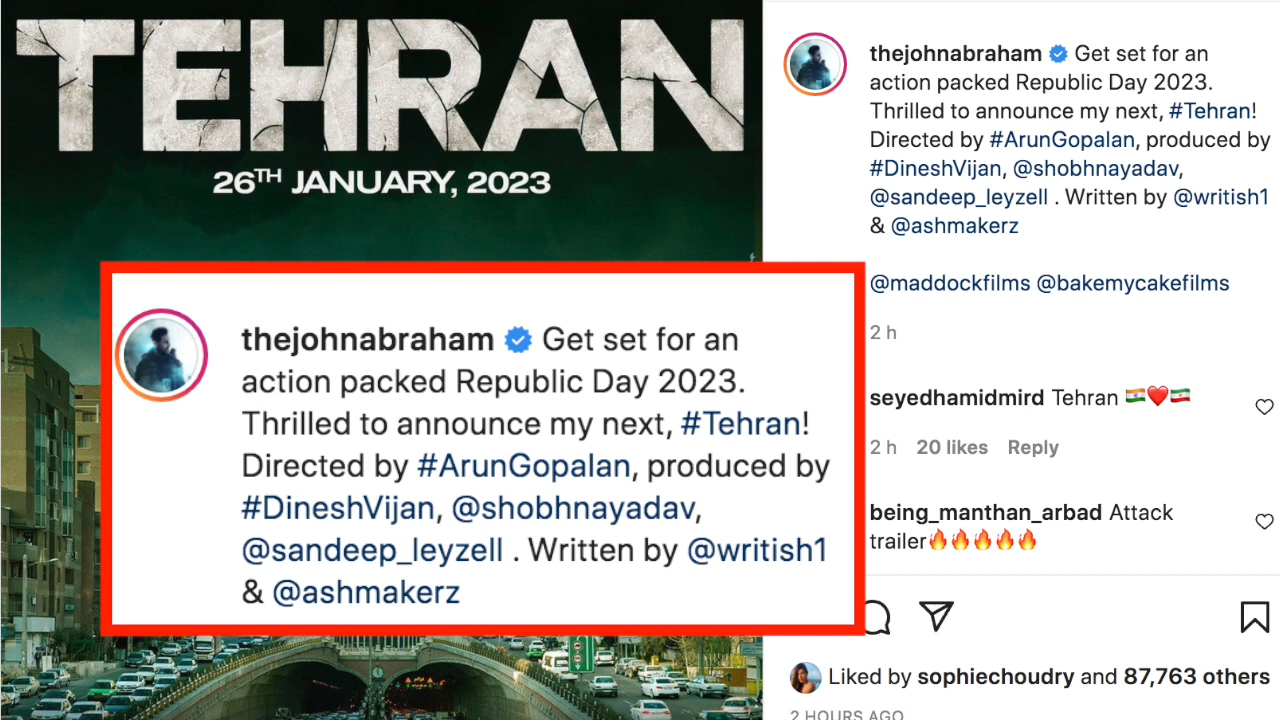 TEHRAN
26TH JANUARY, 2023
thejohnabraham Get set for an
action packed Republic Day 2023.
Thrilled to announce my next, #Tehran!
Directed by #ArunGopalan, produced by
#DineshVijan, @shobhnayadav,
@sandeep_leyzell . Written by @writish1
& @ashmakerz
thejohnabraham Get set for an
action packed Republic Day 2023.
Thrilled to announce my next, #Tehran!
Directed by #ArunGopalan, produced by
#DineshVijan, @shobhnayadav,
@sandeep_leyzell . Written by @writish1
& @ashmakerz
@maddockfilms @bakemycakefilms
2 h
seyedhamidmird Tehran 🇮🇳❤️🇮🇷
2 h 20 likes Reply
being_manthan_arbad Attack
trailer🔥🔥🔥🔥🔥
Liked by sophiechoudry and 87,763 others
2 HOURS AGO